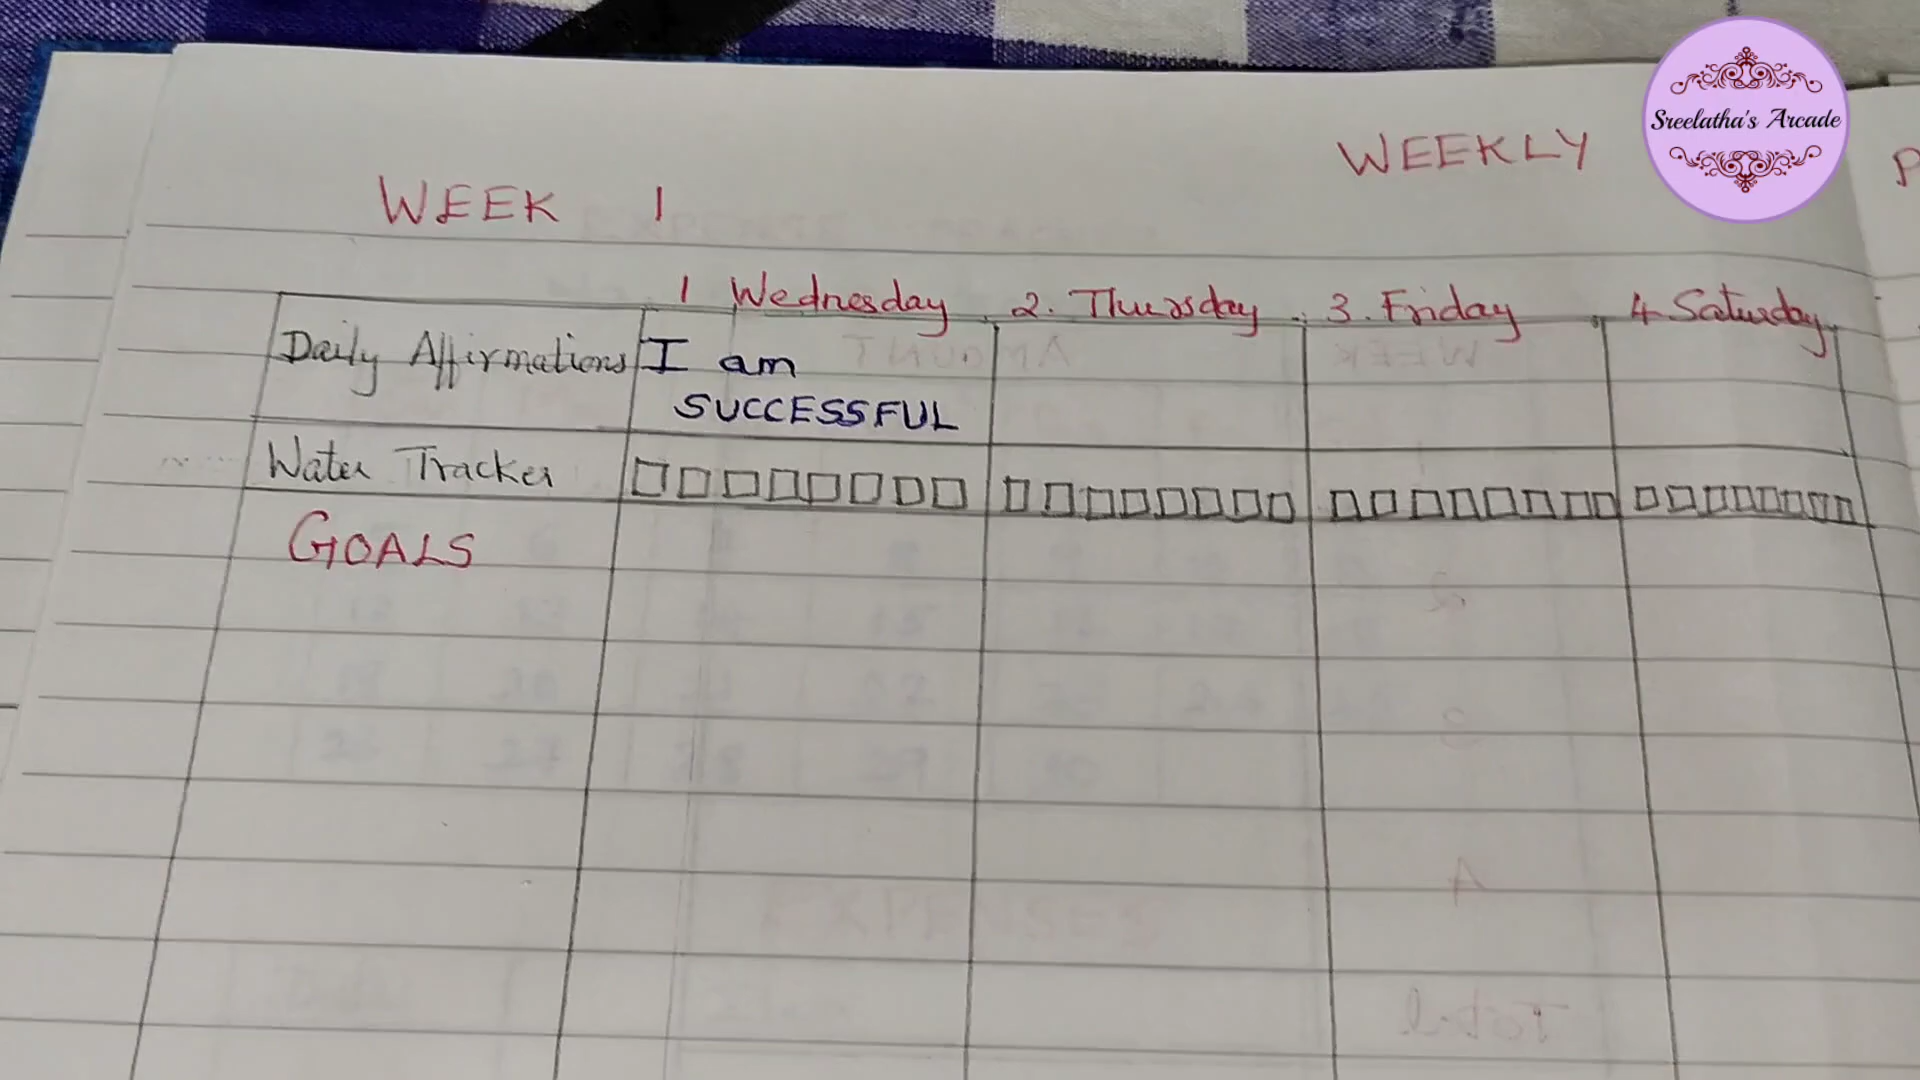 Sreelatha's Arcade
WEEKLY P
WEEK 1
1 Wednesday 2. Thursday 3. Friday 4 Saturday
Daily Affirmations I am
SUCCESSFUL
Water Tracker
GOALS